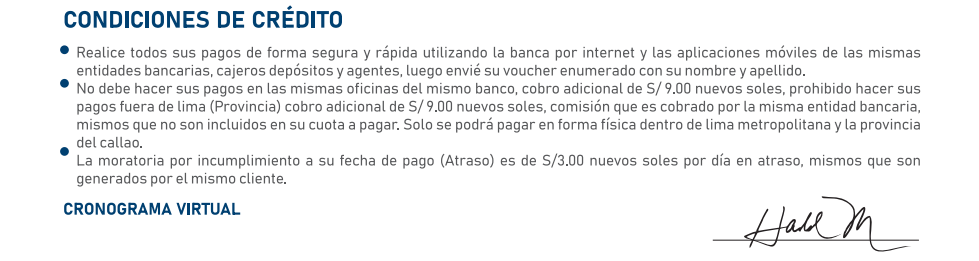 CONDICIONES DE CRÉDITO
• Realice todos sus pagos de forma segura y rápida utilizando la banca por internet y las aplicaciones móviles de las mismas
entidades bancarias, cajeros depósitos y agentes, luego envié su voucher enumerado con su nombre y apellido.
• No debe hacer sus pagos en las mismas oficinas del mismo banco, cobro adicional de S/ 9.00 nuevos soles, prohibido hacer sus
pagos fuera de lima (Provincia) cobro adicional de S/ 9.00 nuevos soles, comisión que es cobrado por la misma entidad bancaria,
mismos que no son incluidos en su cuota a pagar. Solo se podrá pagar en forma física dentro de lima metropolitana y la provincia
del callao.
• La moratoria por incumplimiento a su fecha de pago (Atraso) es de S/3.00 nuevos soles por día en atraso, mismos que son
generados por el mismo cliente.
CRONOGRAMA VIRTUAL